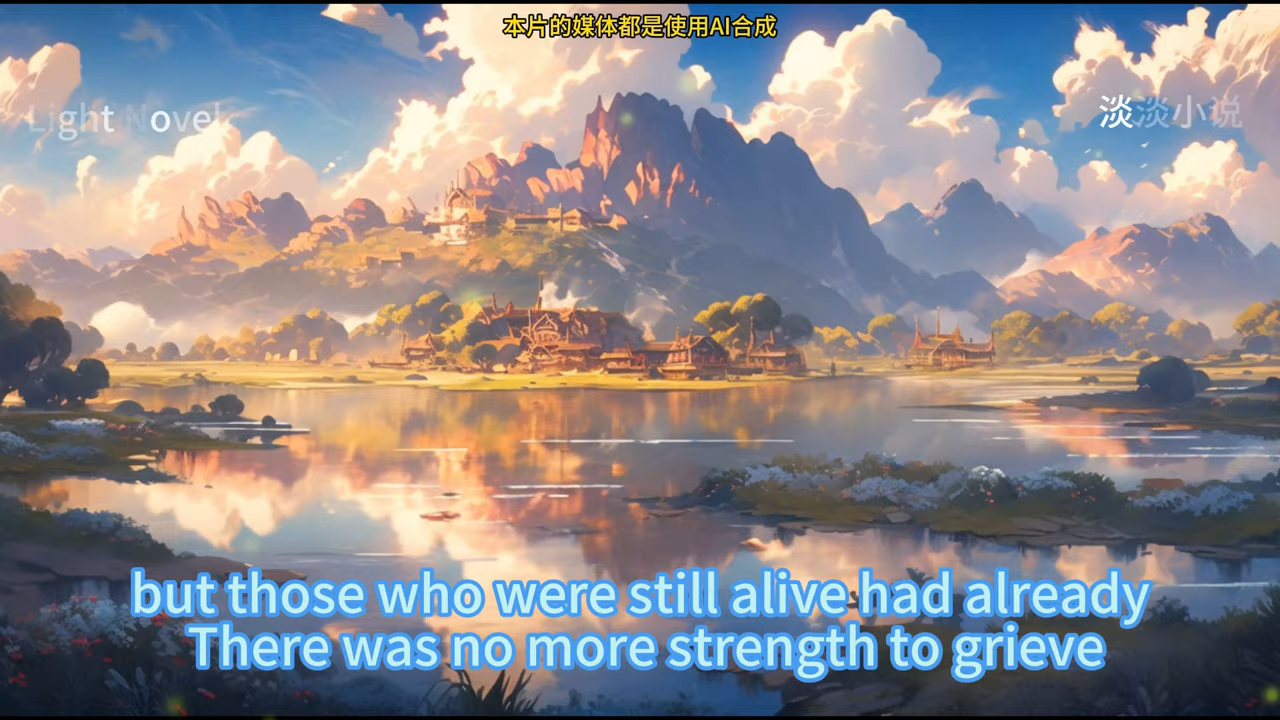 本片的媒体都是使用AI合成
Light Novel
淡淡小说
but those who were still alive had already
There was no more strength to grieve